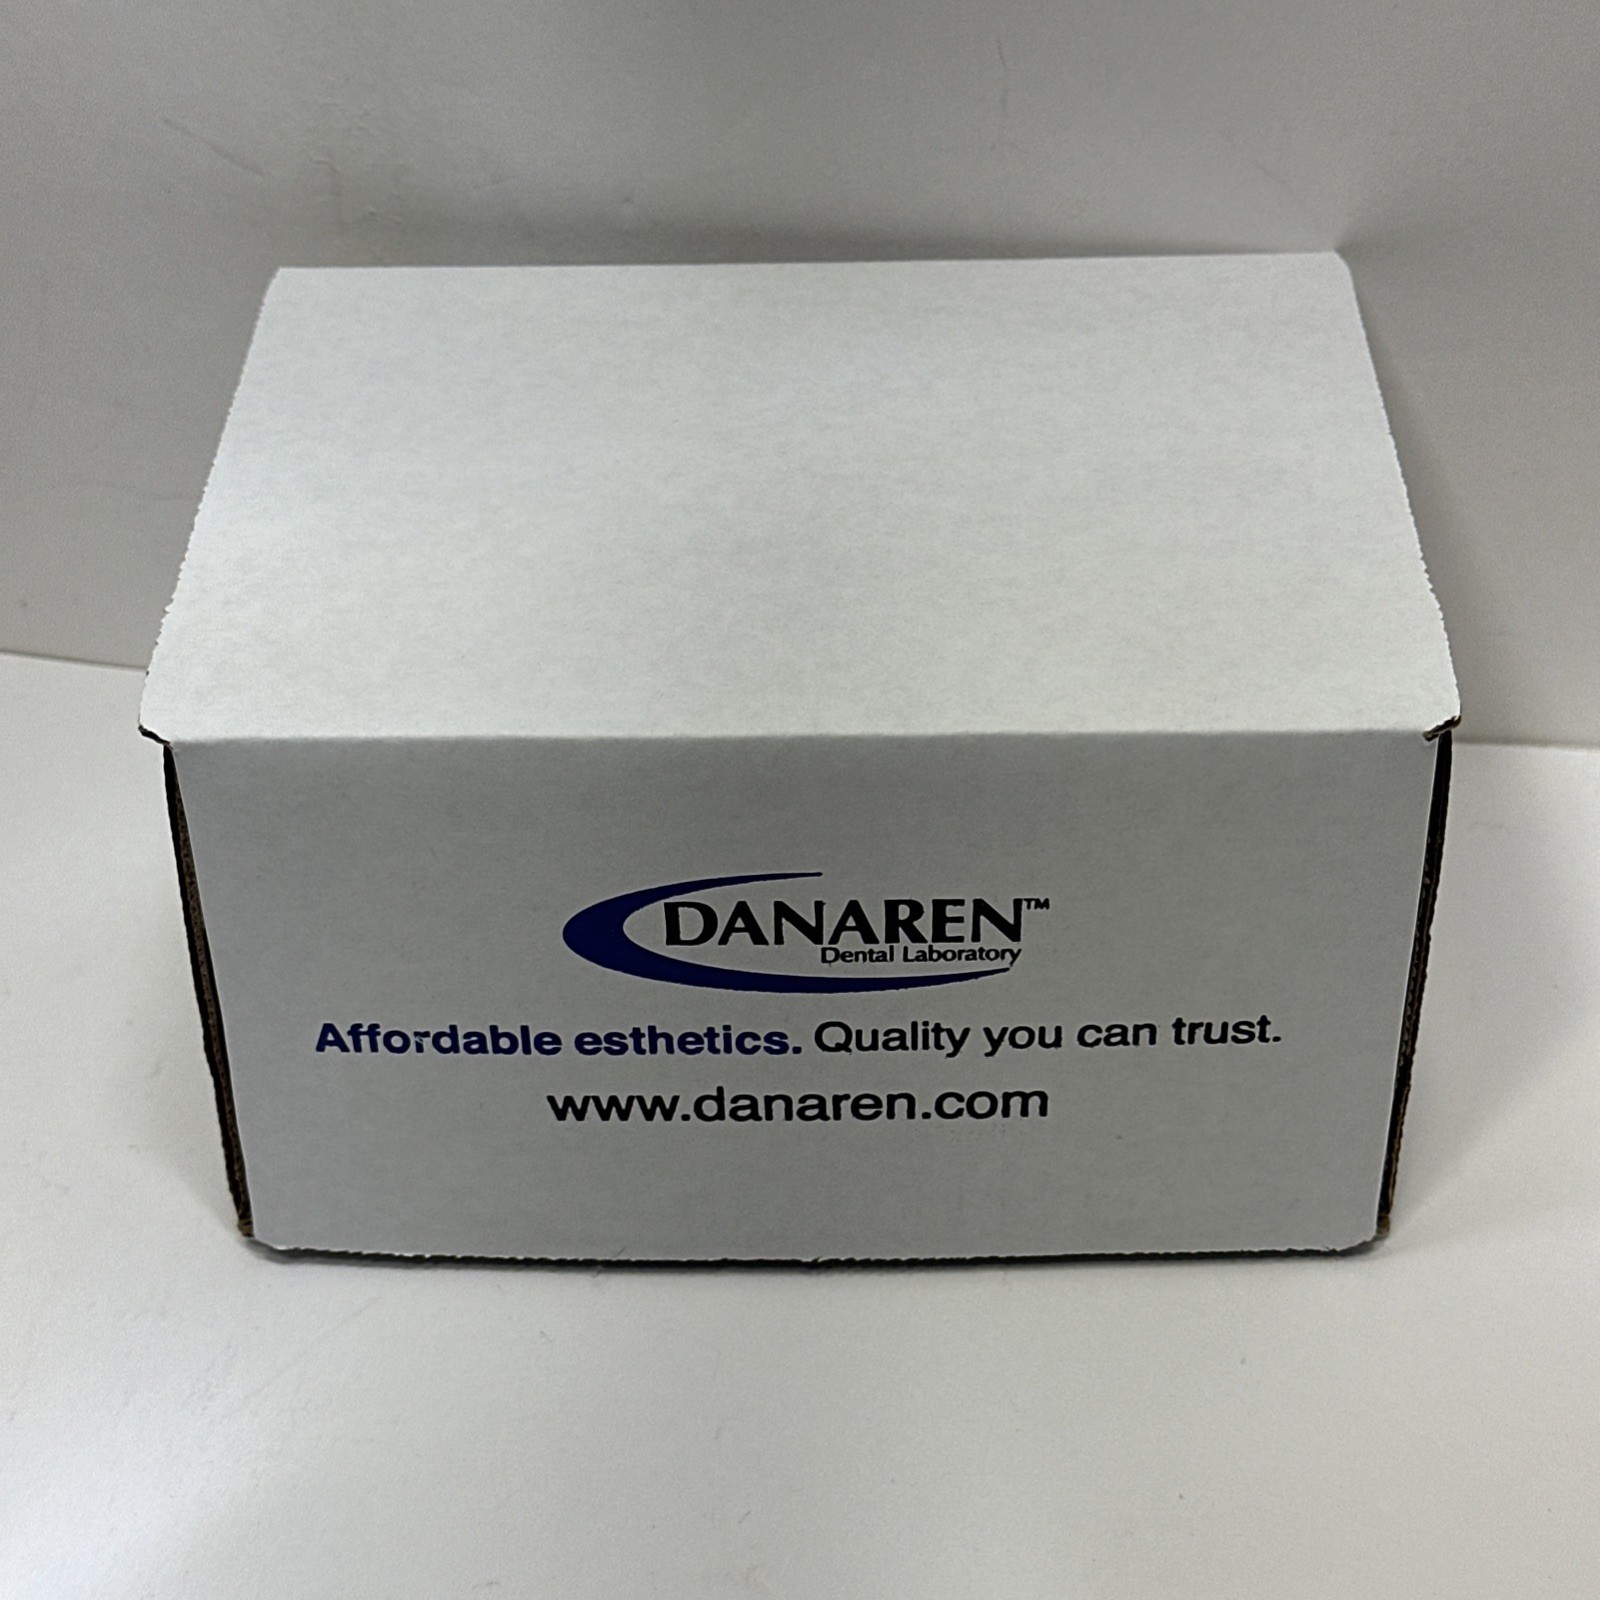 DANAREN™
Dental Laboratory
Affordable esthetics. Quality you can trust.
www.danaren.com